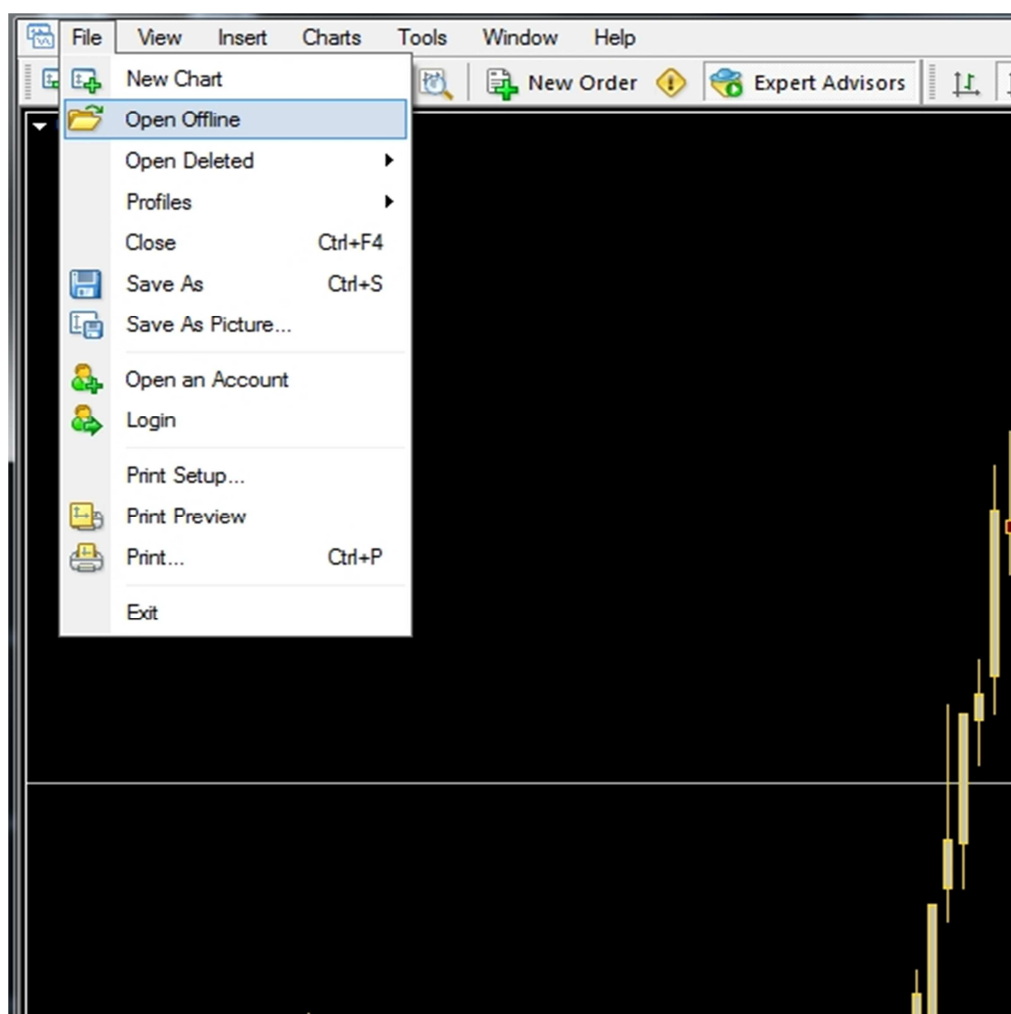 File View Insert Charts Tools Window Help
New Order Expert Advisors
New Chart
Open Offline
Open Deleted
Profiles
Close Ctrl+F4
Save As Ctrl+S
Save As Picture...
Open an Account
Login
Print Setup...
Print Preview
Print... Ctrl+P
Exit